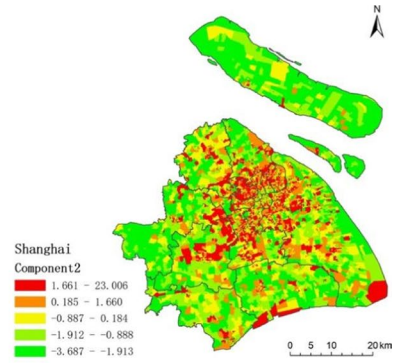 N
Shanghai
Component2
1.661 - 23.006
0.185 - 1.660
-0.887 - 0.184
-1.912 - -0.888
-3.687 - -1.913
0 5 10 20 km